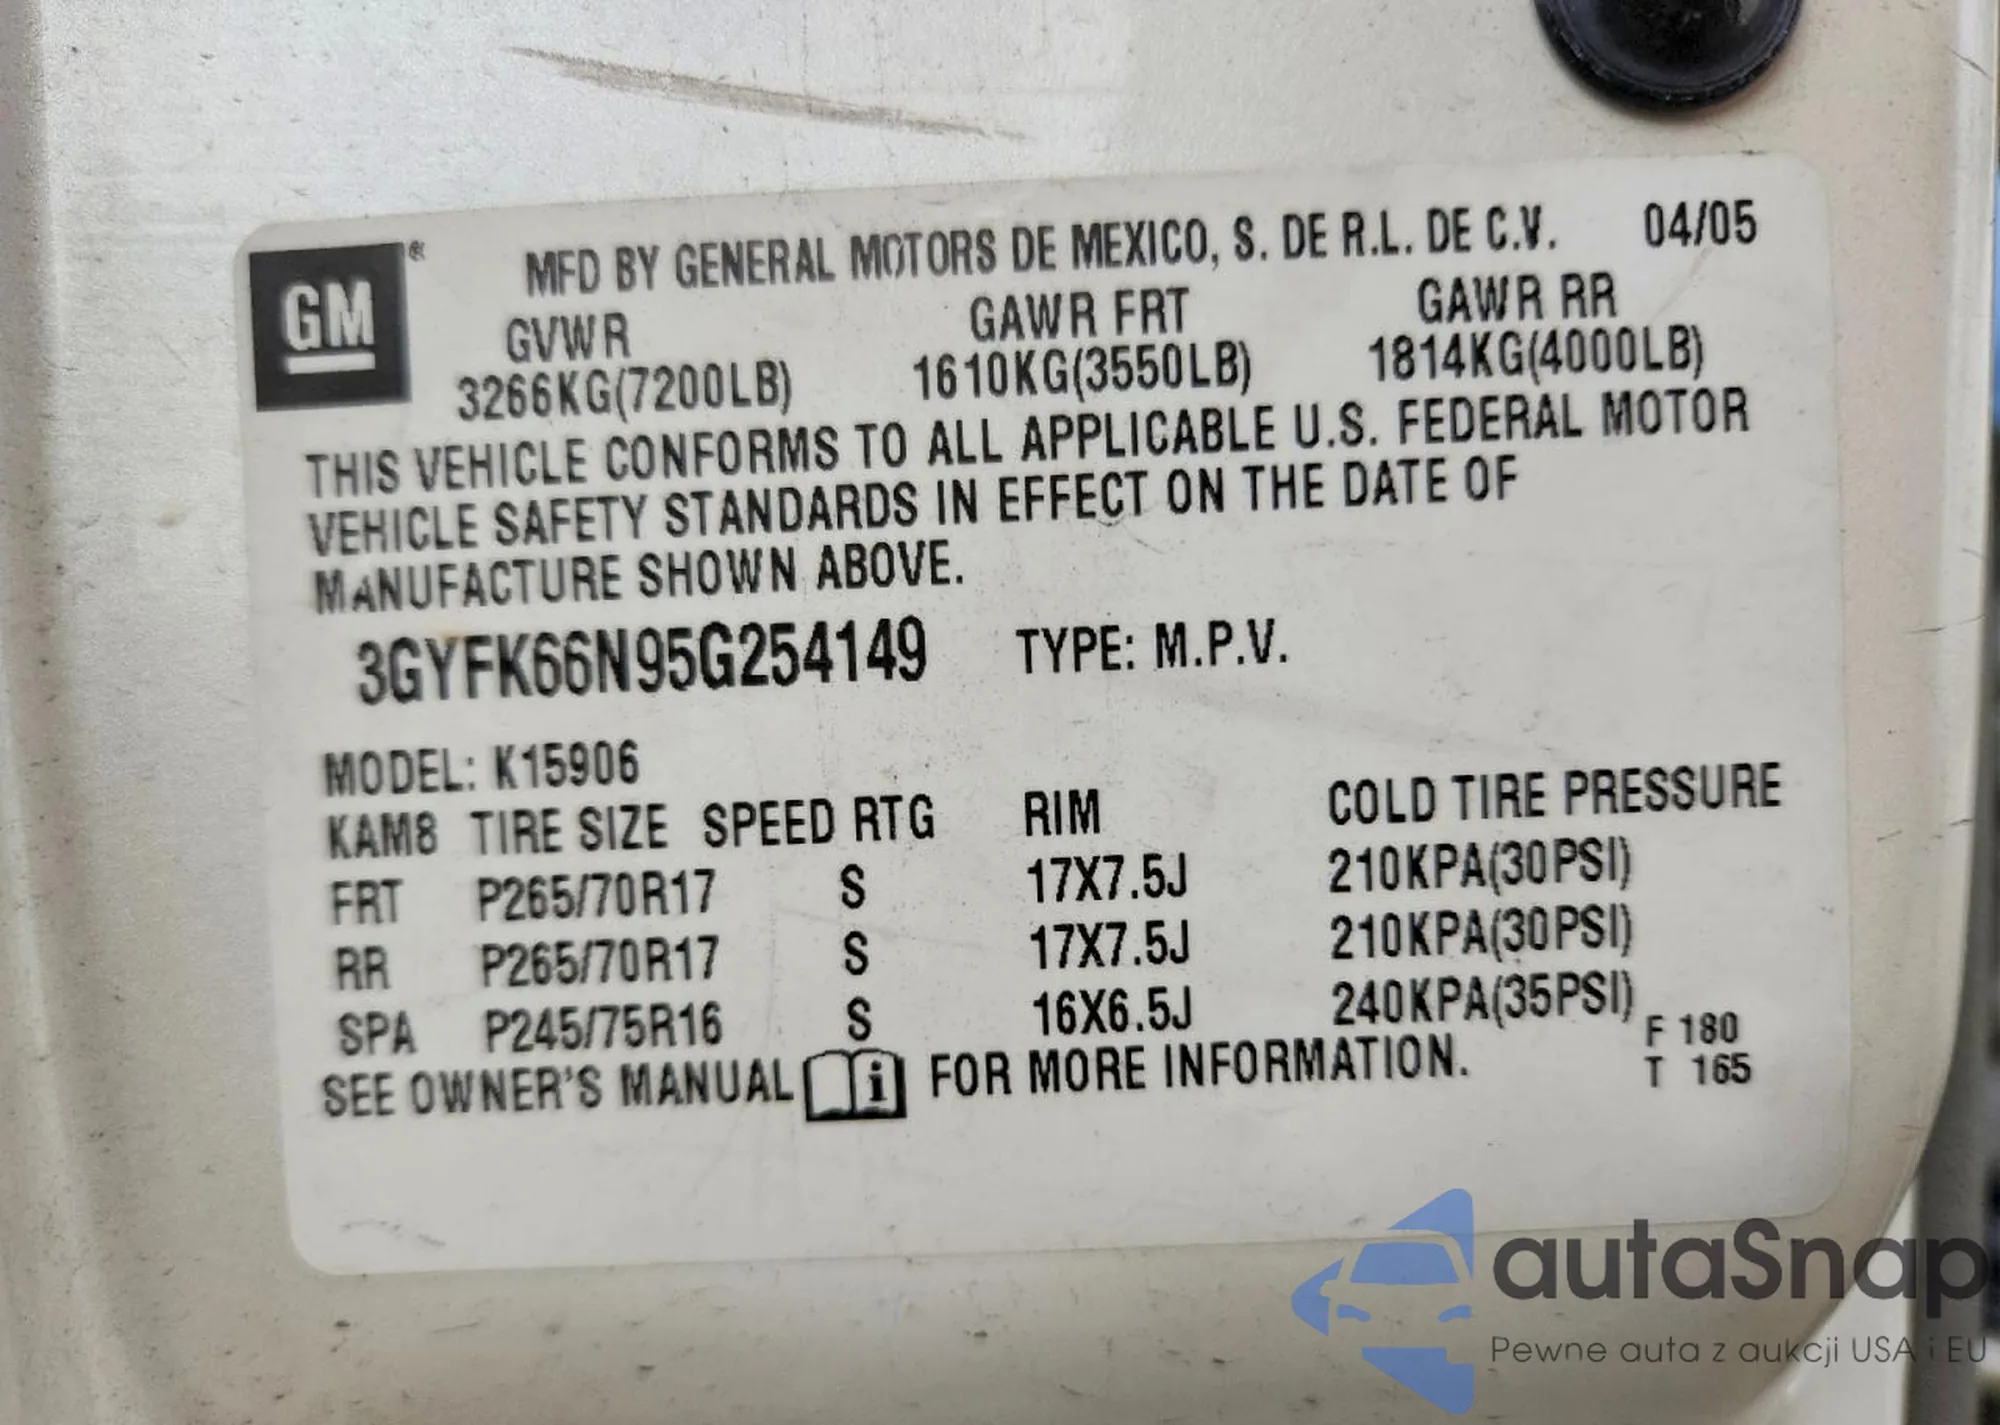 GM ®
MFD BY GENERAL MOTORS DE MEXICO, S. DE R.L. DE C.V. 04/05
GVWR GAWR FRT GAWR RR
3266KG(7200LB) 1610KG(3550LB) 1814KG(4000LB)
THIS VEHICLE CONFORMS TO ALL APPLICABLE U.S. FEDERAL MOTOR
VEHICLE SAFETY STANDARDS IN EFFECT ON THE DATE OF
MANUFACTURE SHOWN ABOVE.
3GYFK66N95G254149 TYPE: M.P.V.
MODEL: K15906
KAM8 TIRE SIZE SPEED RTG RIM COLD TIRE PRESSURE
FRT P265/70R17 S 17X7.5J 210KPA(30PSI)
RR P265/70R17 S 17X7.5J 210KPA(30PSI)
SPA P245/75R16 S 16X6.5J 240KPA(35PSI)
SEE OWNER'S MANUAL i FOR MORE INFORMATION.
F 180
T 165
autaSnap
Pewne auta z aukcji USA i EU